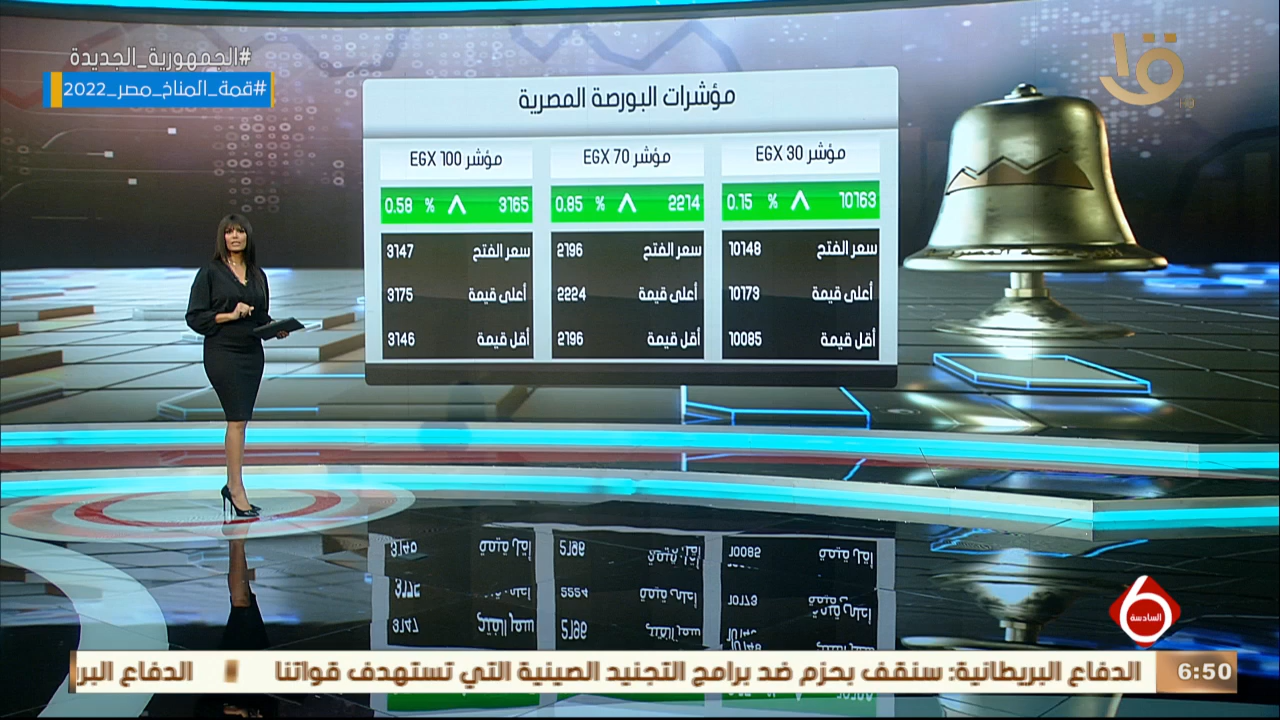 #الجمهورية_الجديدة
#قمة_المناخ_مصر_2022
مؤشرات البورصة المصرية
مؤشر EGX 30
10163 0.15 %
سعر الفتح 10148
أعلى قيمة 10173
أقل قيمة 10085
مؤشر EGX 70
2214 0.85 %
سعر الفتح 2196
أعلى قيمة 2224
أقل قيمة 2196
مؤشر EGX 100
3165 0.58 %
سعر الفتح 3147
أعلى قيمة 3175
أقل قيمة 3146
السادسة
6:50
الدفاع البريطانية: سنقف بحزم ضد برامج التجنيد الصينية التي تستهدف قواتنا
الدفاع